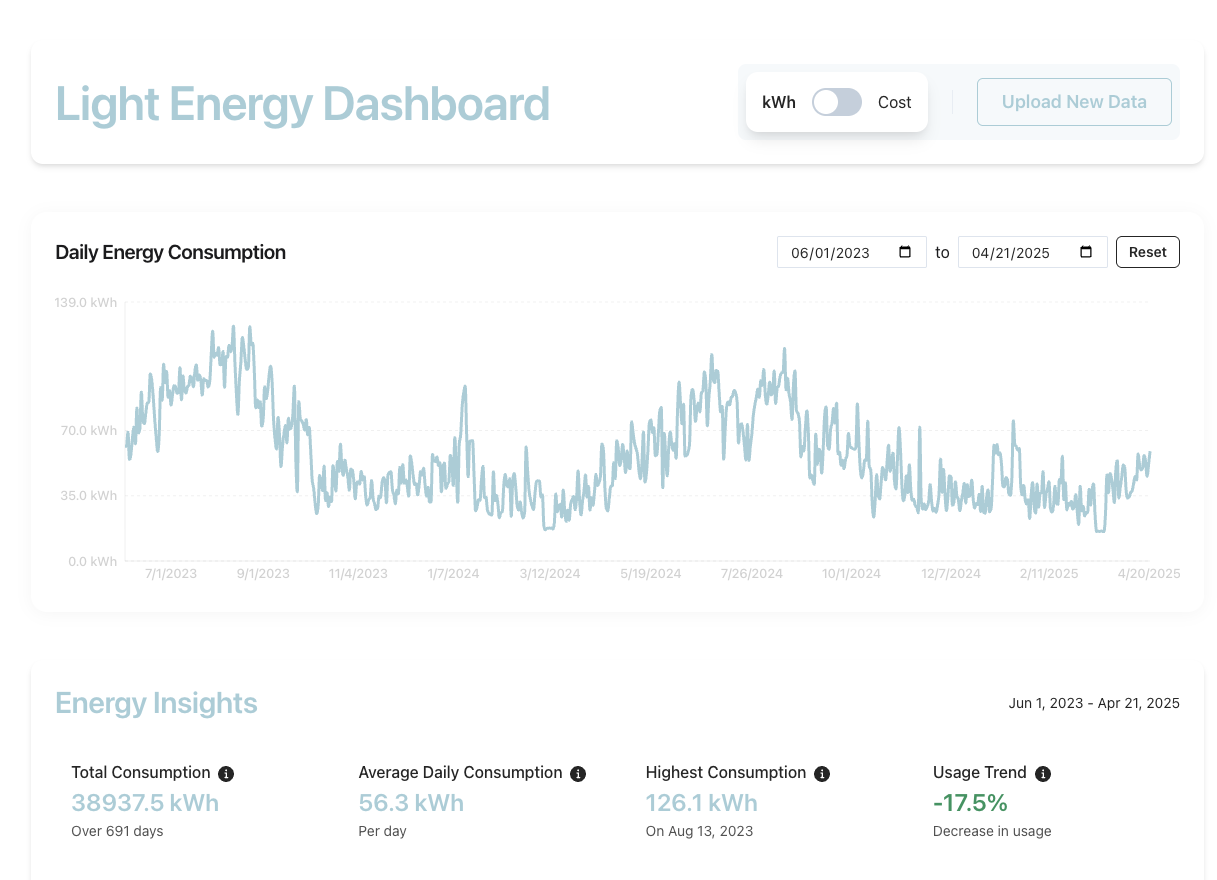 Light Energy Dashboard
kWh Cost Upload New Data
Daily Energy Consumption 06/01/2023 to 04/21/2025 Reset
139.0 kWh
70.0 kWh
35.0 kWh
0.0 kWh
7/1/2023 9/1/2023 11/4/2023 1/7/2024 3/12/2024 5/19/2024 7/26/2024 10/1/2024 12/7/2024 2/11/2025 4/20/2025
Energy Insights Jun 1, 2023 - Apr 21, 2025
Total Consumption Average Daily Consumption Highest Consumption Usage Trend
38937.5 kWh 56.3 kWh 126.1 kWh -17.5%
Over 691 days Per day On Aug 13, 2023 Decrease in usage